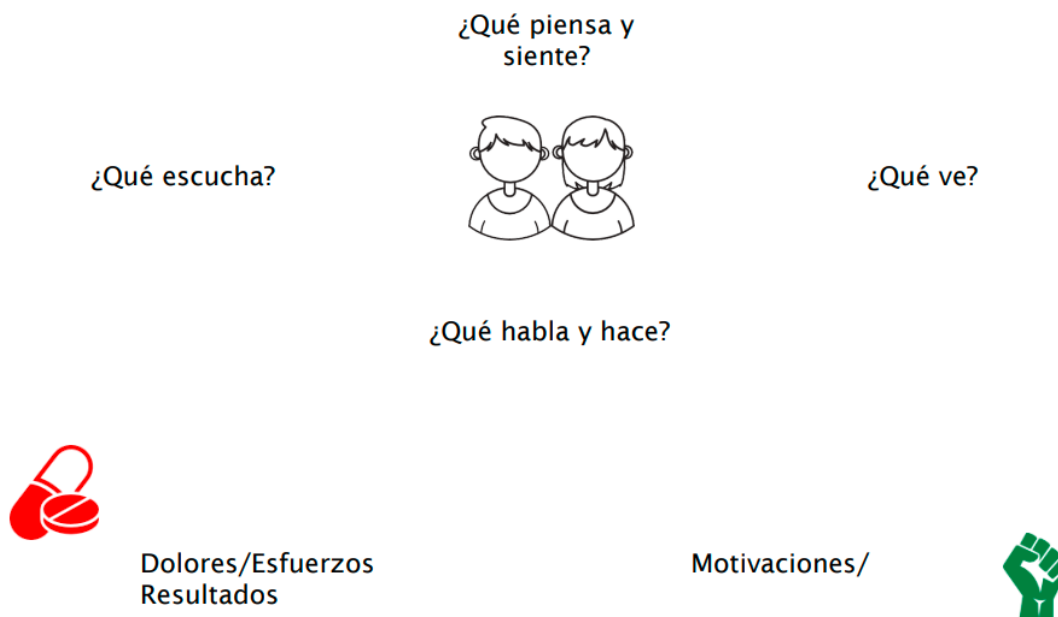 ¿Qué piensa y
siente?
¿Qué escucha?
¿Qué ve?
¿Qué habla y hace?
Dolores/Esfuerzos
Resultados
Motivaciones/